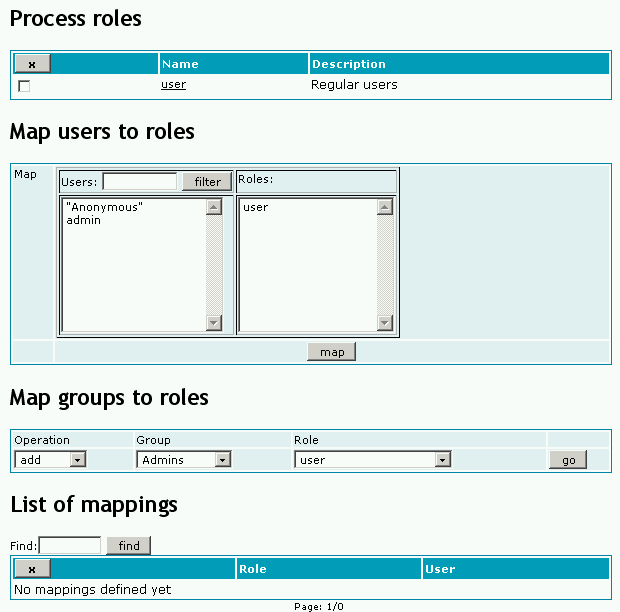 Process roles
x Name Description
user Regular users
Map users to roles
Map Users: filter Roles:
"Anonymous" user
admin
map
Map groups to roles
Operation Group Role
add Admins user go
List of mappings
Find: find
x Role User
No mappings defined yet
Page: 1/0